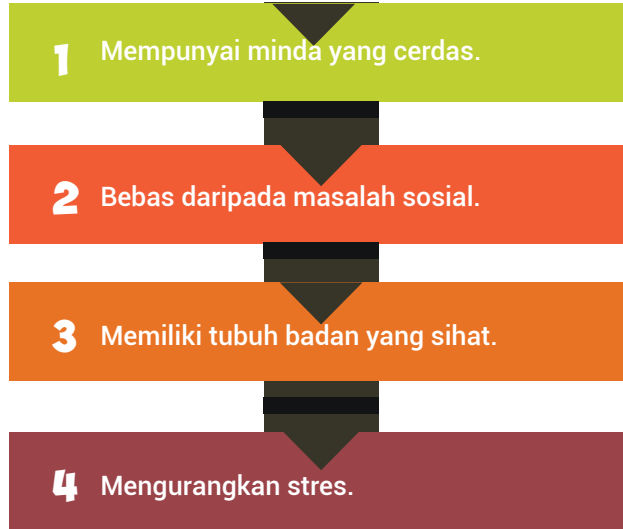 1 Mempunyai minda yang cerdas.
2 Bebas daripada masalah sosial.
3 Memiliki tubuh badan yang sihat.
4 Mengurangkan stres.